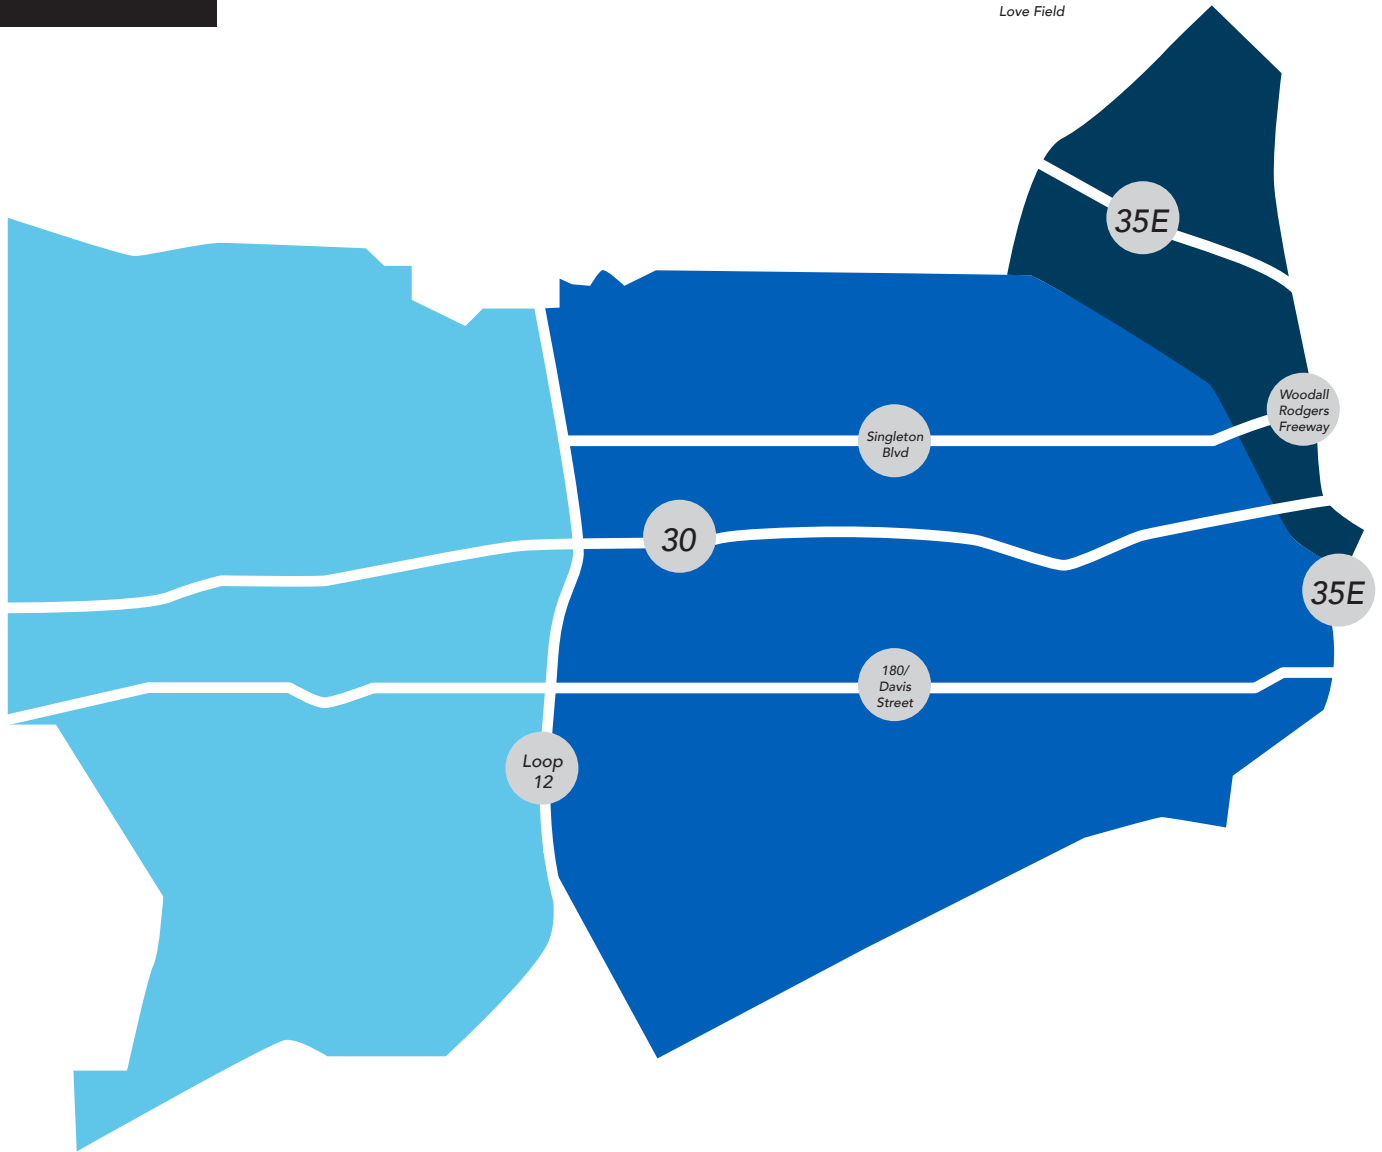 Love Field
35E
Woodall
Rodgers
Freeway
Singleton
Blvd
30
35E
180/
Davis
Street
Loop
12